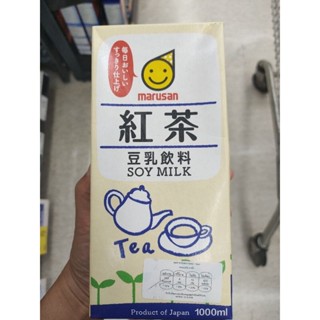 毎日おいしい
すっきり仕上げ
marusan
紅茶
豆乳飲料
SOY MILK
Tea
Product of Japan
1000ml